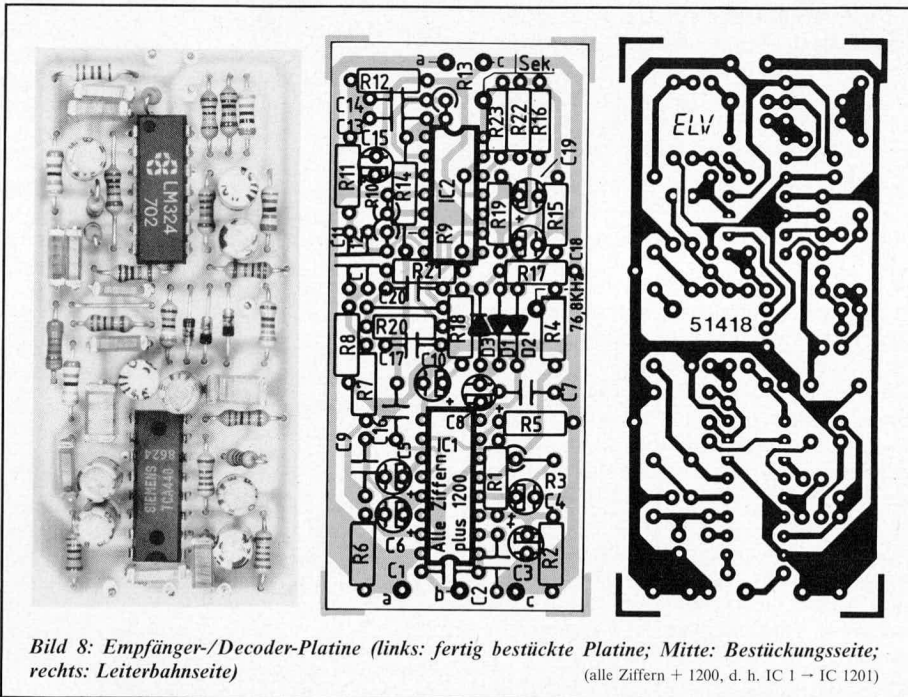 LM324
702
SIEMENS
TCA440
8624
a
c
Sek.
R12
R13
C14
C13
C15
R23
R22
R16
C19
R11
R10
R14
IC2
R19
R15
C11
C12
R9
R21
R17
C18
C20
76,8KHz
R8
R20
R18
D3
D1
D2
R4
C17
C10
R7
C16
C8
C7
C9
C5
IC1
R5
Alle Ziffern
plus 1200
R1
R3
C4
C6
R6
C1
C2
C3
R2
a
b
c
ELV
51418
Bild 8: Empfänger-/Decoder-Platine (links: fertig bestückte Platine; Mitte: Bestückungsseite;
rechts: Leiterbahnseite)
(alle Ziffern + 1200, d. h. IC 1 → IC 1201)